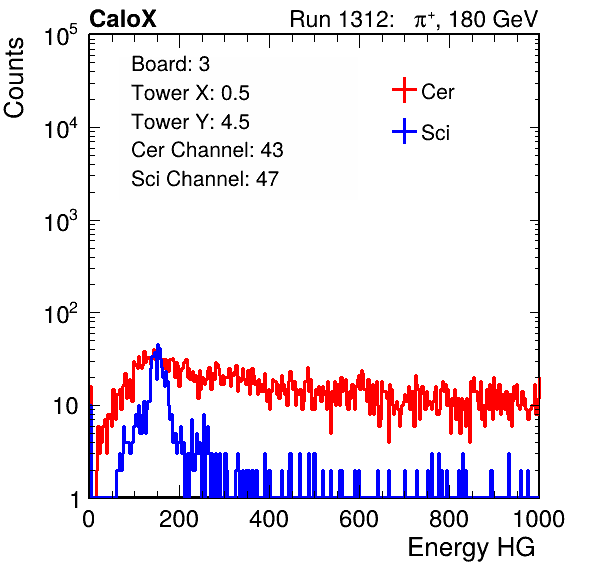 CaloX Run 1312: π⁺, 180 GeV
Counts
10⁵
10⁴
10³
10²
10
1
Board: 3
Tower X: 0.5
Tower Y: 4.5
Cer Channel: 43
Sci Channel: 47
Cer
Sci
0 200 400 600 800 1000
Energy HG